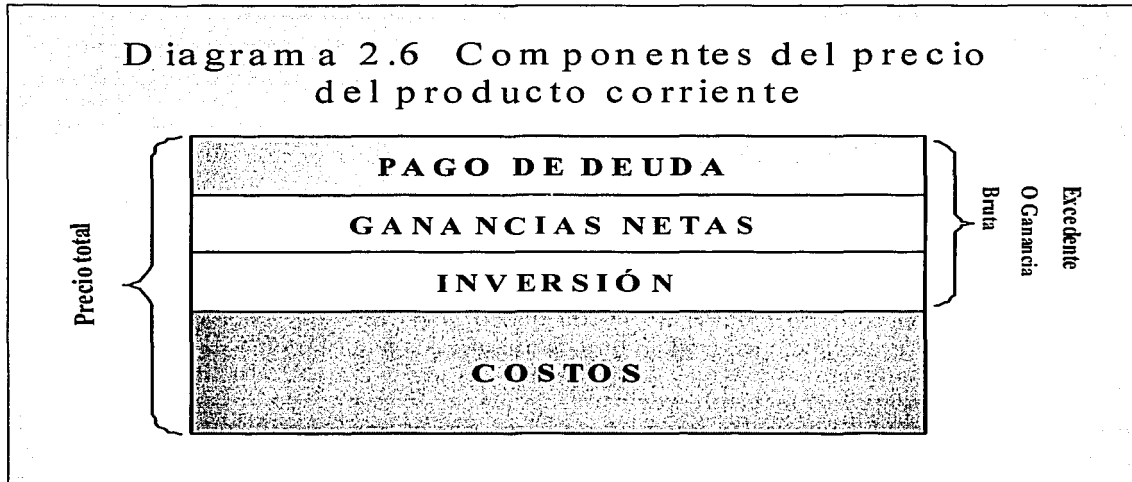 Diagrama 2.6 Componentes del precio
del producto corriente
Precio total
PAGO DE DEUDA
GANANCIAS NETAS
INVERSIÓN
COSTOS
Excedente
O Ganancia
Bruta